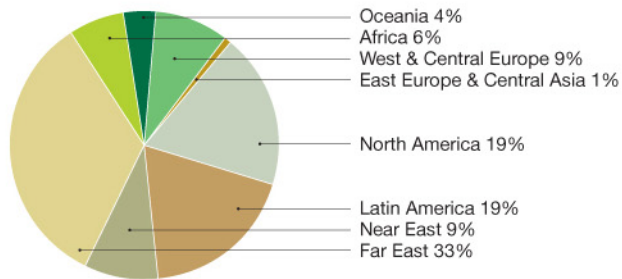 Oceania 4%
Africa 6%
West & Central Europe 9%
East Europe & Central Asia 1%
North America 19%
Latin America 19%
Near East 9%
Far East 33%